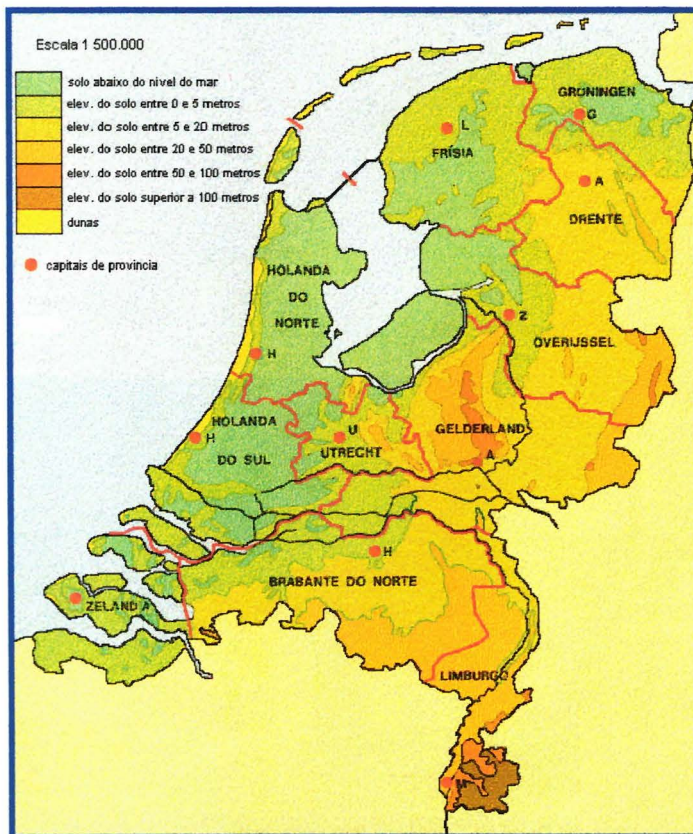 Escala 1 500.000
solo abaixo do nivel do mar
elev. do solo entre 0 e 5 metros
elev. do solo entre 5 e 20 metros
elev. do solo entre 20 e 50 metros
elev. do solo entre 50 e 100 metros
elev. do solo superior a 100 metros
dunas
capitais de provincia
GRONINGEN
G
L
FRÍSIA
A
DRENTE
HOLANDA
DO
NORTE
H
Z
OVERIJSSEL
HOLANDA
H
DO SUL
U
UTRECHT
GELDERLAND
A
H
BRABANTE DO NORTE
ZELANDIA
LIMBURGO
M